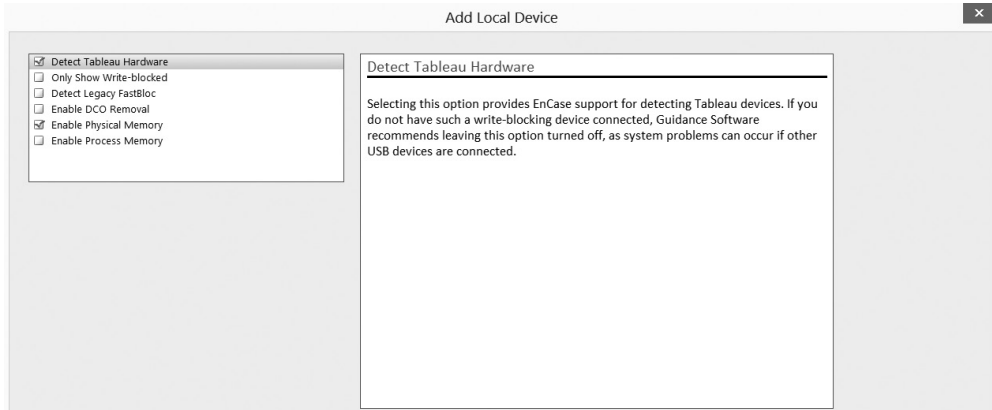 Add Local Device
Detect Tableau Hardware
Only Show Write-blocked
Detect Legacy FastBloc
Enable DCO Removal
Enable Physical Memory
Enable Process Memory
Detect Tableau Hardware
Selecting this option provides EnCase support for detecting Tableau devices. If you
do not have such a write-blocking device connected, Guidance Software
recommends leaving this option turned off, as system problems can occur if other
USB devices are connected.